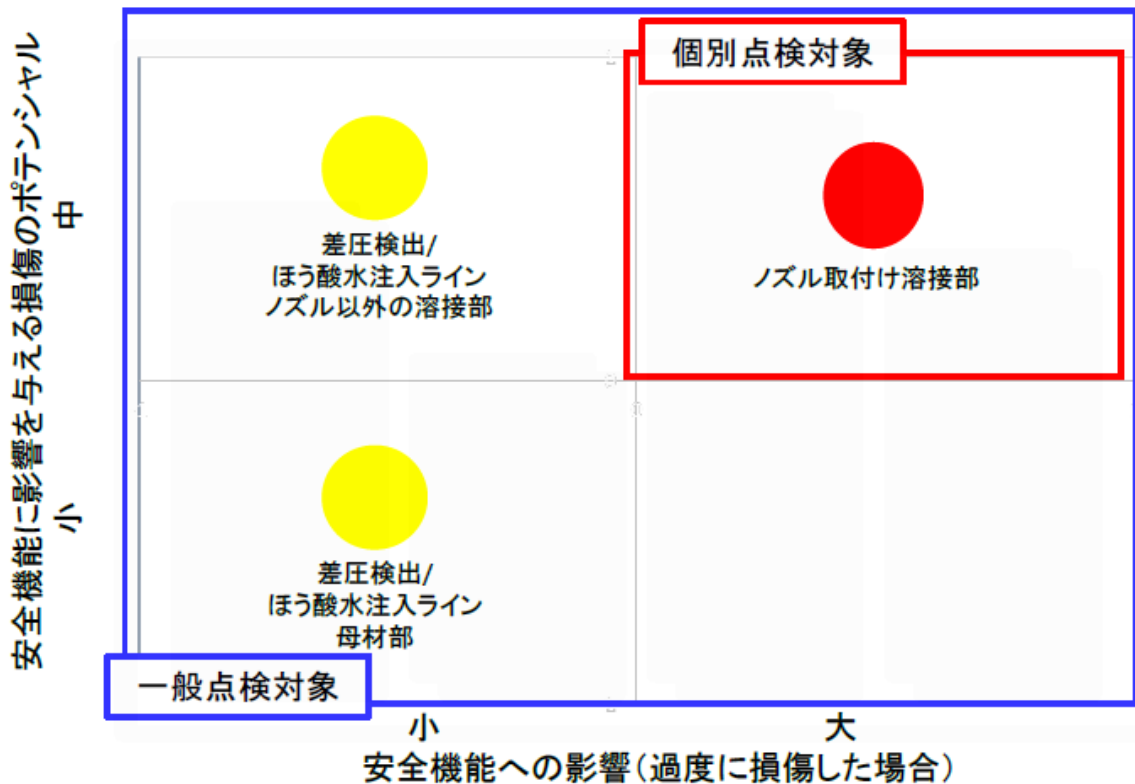 安全機能に影響を与える損傷のポテンシャル
中
小
個別点検対象
差圧検出/
ほう酸水注入ライン
ノズル以外の溶接部
ノズル取付け溶接部
差圧検出/
ほう酸水注入ライン
母材部
一般点検対象
小
大
安全機能への影響(過度に損傷した場合)